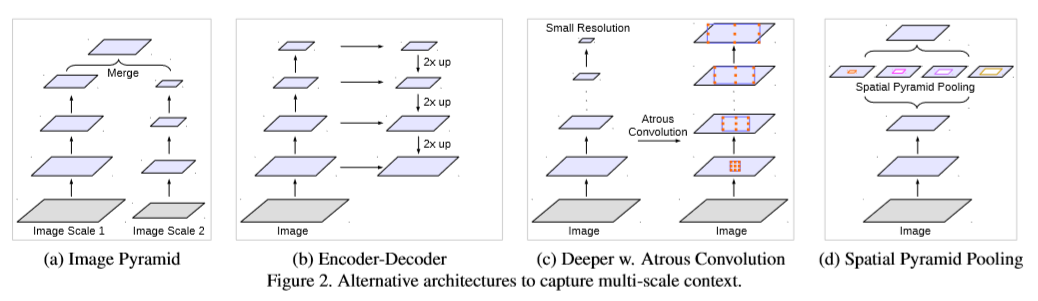 Merge
Image Scale 1
Image Scale 2
(a) Image Pyramid
2x up
2x up
2x up
Image
(b) Encoder-Decoder
Small Resolution
Atrous
Convolution
Image
Image
(c) Deeper w. Atrous Convolution
Spatial Pyramid Pooling
Image
(d) Spatial Pyramid Pooling
Figure 2. Alternative architectures to capture multi-scale context.